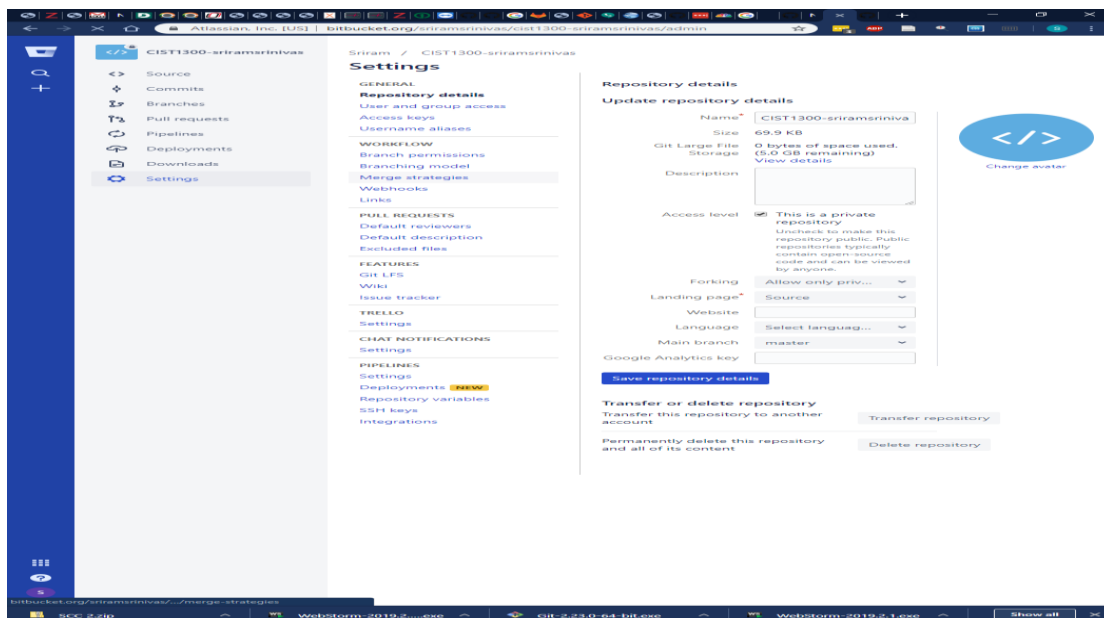 Atlassian, Inc. [US] | bitbucket.org/sriramsrinivas/cist1300-sriramsrinivas/admin
CIST1300-sriramsrinivas
Source
Commits
Branches
Pull requests
Pipelines
Deployments
Downloads
Settings
Sriram / CIST1300-sriramsrinivas
Settings
GENERAL
Repository details
User and group access
Access keys
Username aliases
WORKFLOW
Branch permissions
Branching model
Merge strategies
Webhooks
Links
PULL REQUESTS
Default reviewers
Default description
Excluded files
FEATURES
Git LFS
Wiki
Issue tracker
TRELLO
Settings
CHAT NOTIFICATIONS
Settings
PIPELINES
Settings
Deployments NEW
Repository variables
SSH keys
Integrations
Repository details
Update repository details
Name* CIST1300-sriramsriniva
Size 69.9 KB
Git Large File Storage 0 bytes of space used.
(5.0 GB remaining)
View details
Description
Access level This is a private
repository
Uncheck to make this
repository public. Public
repositories typically
contain open-source
code and can be viewed
by anyone.
Forking Allow only priv...
Landing page* Source
Website
Language Select languag...
Main branch master
Google Analytics key
Save repository details
</>
Change avatar
Transfer or delete repository
Transfer this repository to another
account
Transfer repository
Permanently delete this repository
and all of its content
Delete repository
S
bitbucket.org/sriramsrinivas/.../merge-strategies
SCC 2.zip
WebStorm-2019.2....exe
Git-2.23.0-64-bit.exe
WebStorm-2019.2.1.exe
Show all